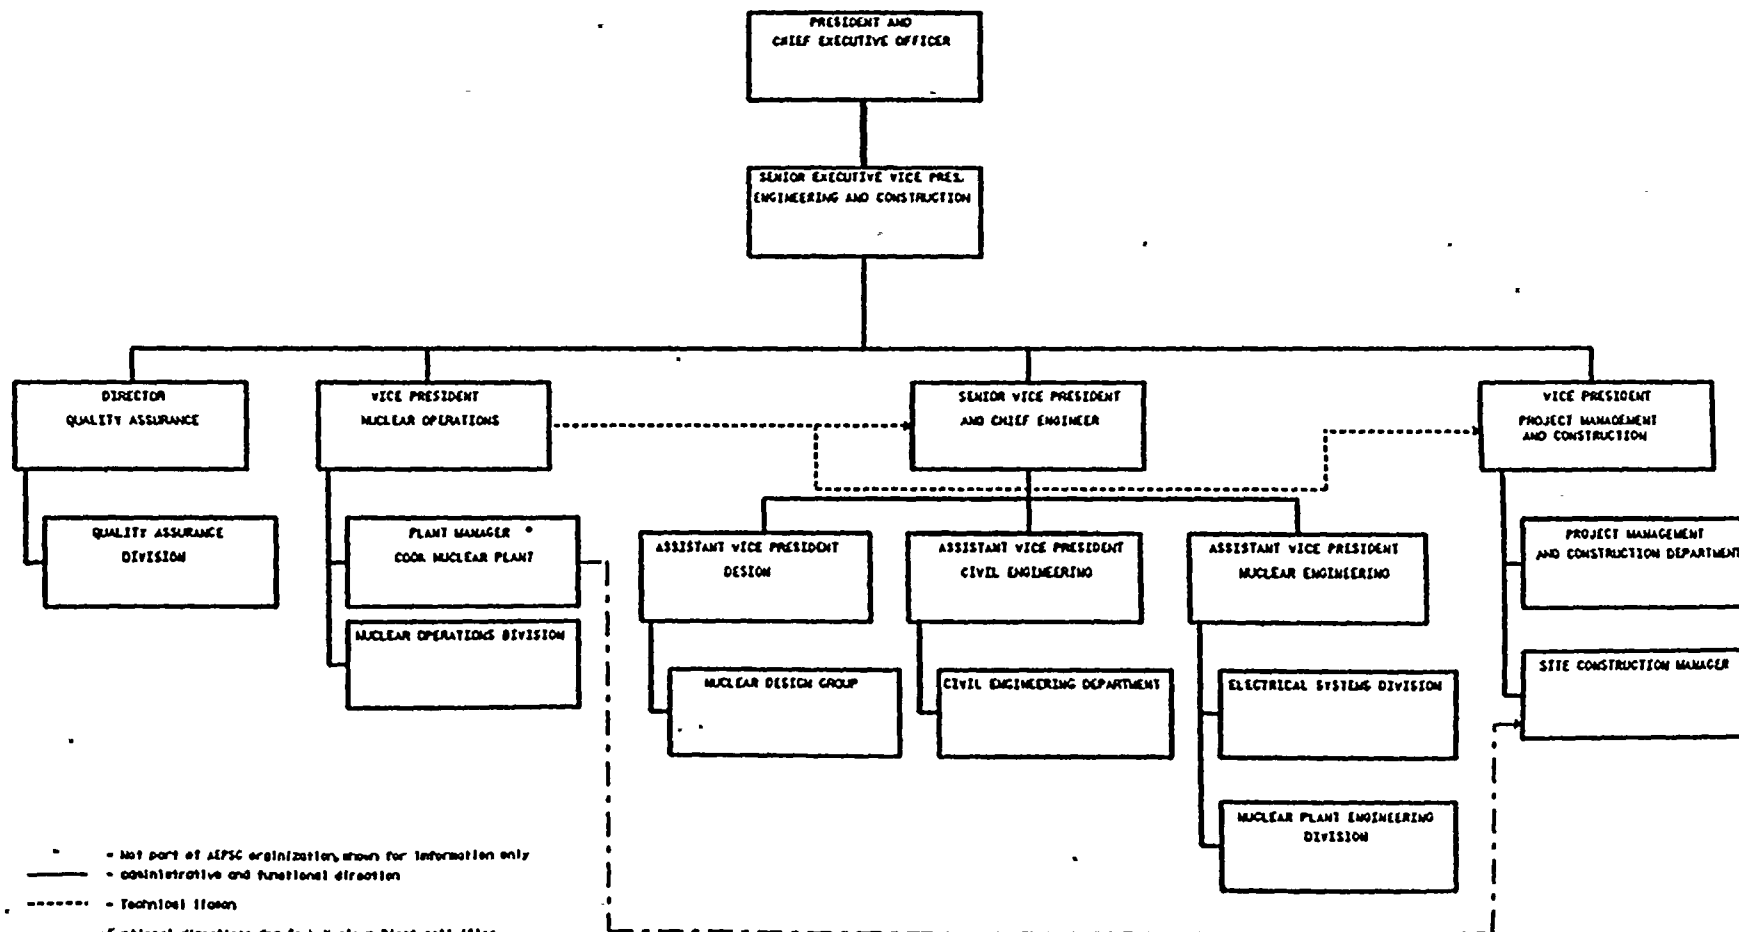 PRESIDENT AND
CHIEF EXECUTIVE OFFICER
SENIOR EXECUTIVE VICE PRES.
ENGINEERING AND CONSTRUCTION
DIRECTOR
QUALITY ASSURANCE
VICE PRESIDENT
NUCLEAR OPERATIONS
SENIOR VICE PRESIDENT
AND CHIEF ENGINEER
VICE PRESIDENT
PROJECT MANAGEMENT
AND CONSTRUCTION
QUALITY ASSURANCE
DIVISION
PLANT MANAGER *
COOK NUCLEAR PLANT
NUCLEAR OPERATIONS DIVISION
ASSISTANT VICE PRESIDENT
DESIGN
ASSISTANT VICE PRESIDENT
CIVIL ENGINEERING
ASSISTANT VICE PRESIDENT
NUCLEAR ENGINEERING
PROJECT MANAGEMENT
AND CONSTRUCTION DEPARTMENT
NUCLEAR DESIGN GROUP
CIVIL ENGINEERING DEPARTMENT
ELECTRICAL SYSTEMS DIVISION
SITE CONSTRUCTION MANAGER
NUCLEAR PLANT ENGINEERING
DIVISION
* - Not part of AEPSC orginization, shown for information only
- administrative and functional direction
- Technical liason